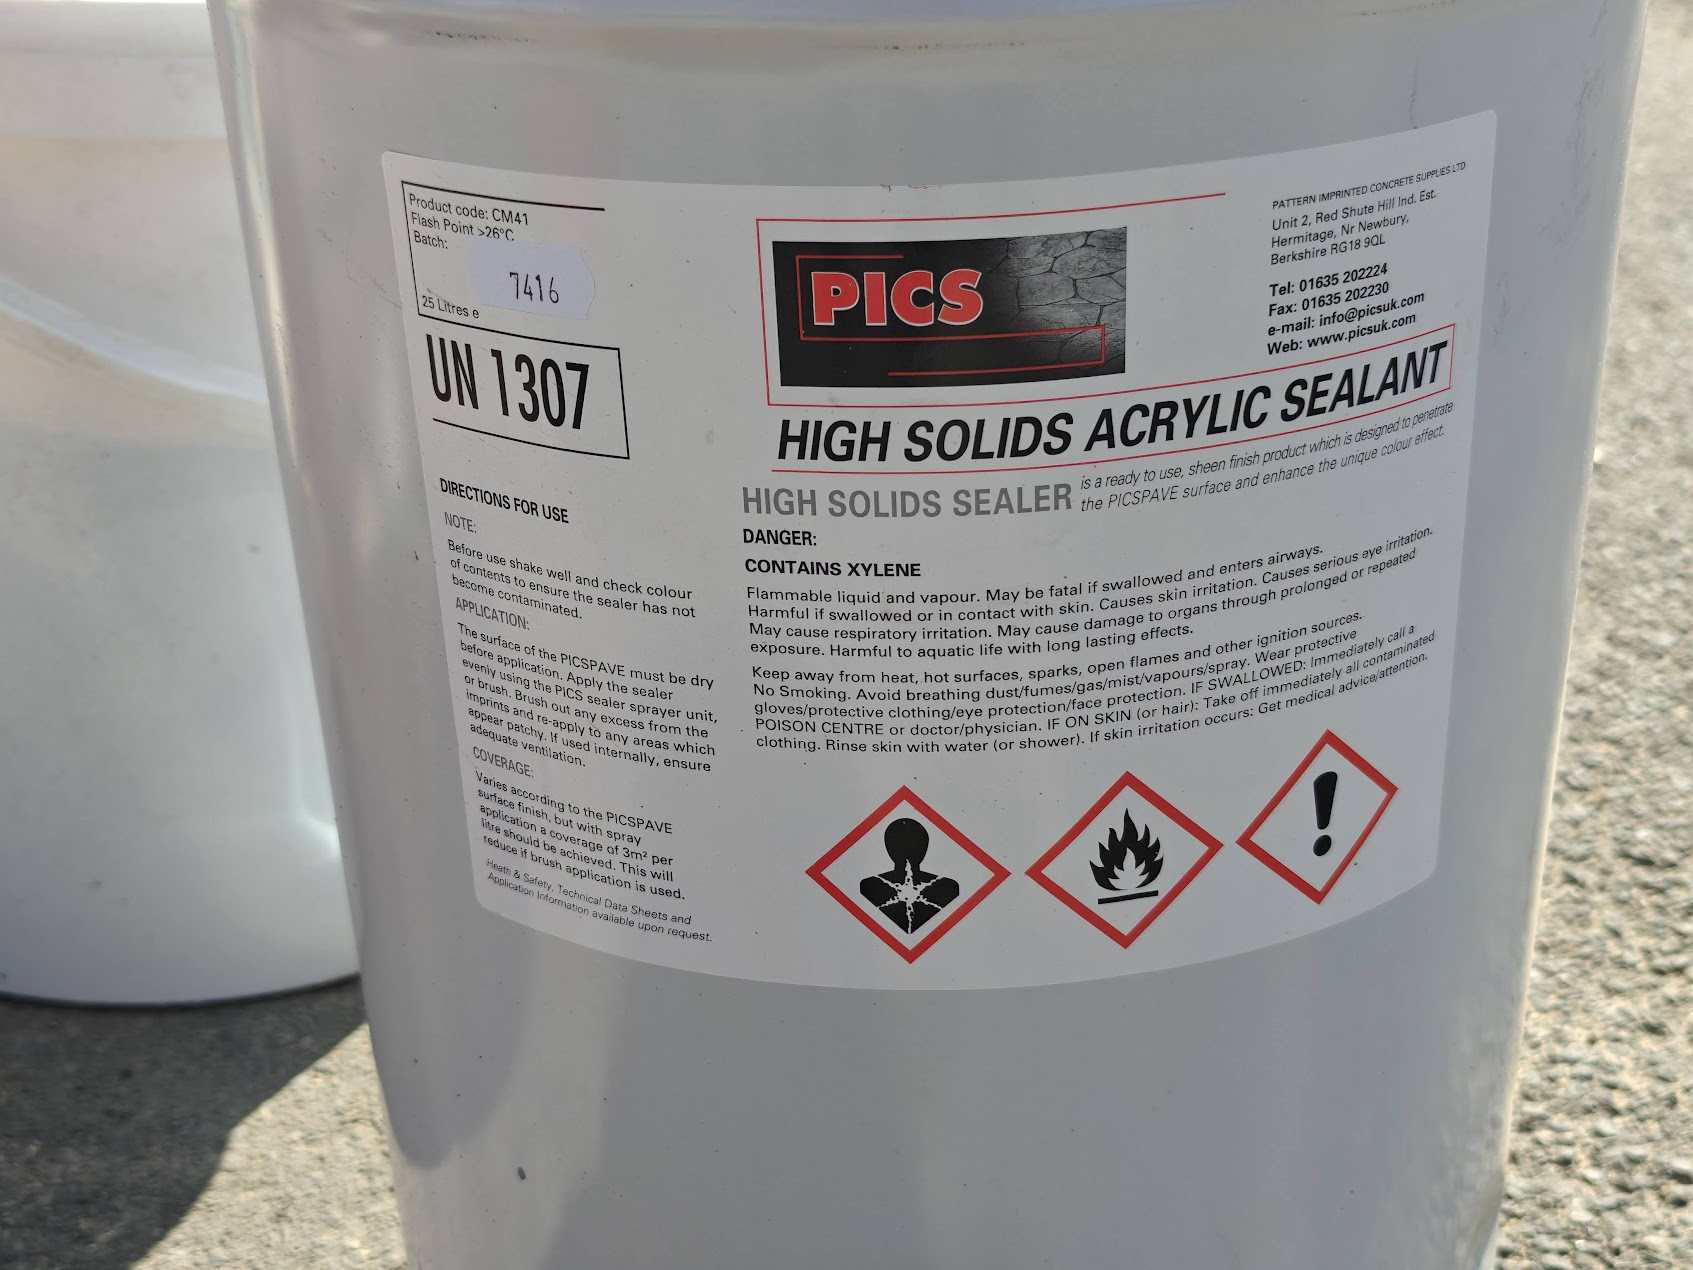 Product code: CM41
Flash Point >26°C
Batch:
7416
25 Litres e
UN 1307
DIRECTIONS FOR USE
NOTE:
Before use shake well and check colour
of contents to ensure the sealer has not
become contaminated.
APPLICATION:
The surface of the PICSPAVE must be dry
before application. Apply the sealer
evenly using the PICS sealer sprayer unit,
or brush. Brush out any excess from the
imprints and re-apply to any areas which
appear patchy. If used internally, ensure
adequate ventilation.
COVERAGE:
Varies according to the PICSPAVE
surface finish, but with spray
application a coverage of 3m² per
litre should be achieved. This will
reduce if brush application is used.
Heath & Safety, Technical Data Sheets and
Application Information available upon request.
PICS
PATTERN IMPRINTED CONCRETE SUPPLIES LTD
Unit 2, Red Shute Hill Ind. Est.
Hermitage, Nr Newbury,
Berkshire RG18 9QL
Tel: 01635 202224
Fax: 01635 202230
e-mail: info@picsuk.com
Web: www.picsuk.com
HIGH SOLIDS ACRYLIC SEALANT
HIGH SOLIDS SEALER
is a ready to use, sheen finish product which is designed to penetrate
the PICSPAVE surface and enhance the unique colour effect.
DANGER:
CONTAINS XYLENE
Flammable liquid and vapour. May be fatal if swallowed and enters airways.
Harmful if swallowed or in contact with skin. Causes skin irritation. Causes serious eye irritation.
May cause respiratory irritation. May cause damage to organs through prolonged or repeated
exposure. Harmful to aquatic life with long lasting effects.
Keep away from heat, hot surfaces, sparks, open flames and other ignition sources.
No Smoking. Avoid breathing dust/fumes/gas/mist/vapours/spray. Wear protective
gloves/protective clothing/eye protection/face protection. IF SWALLOWED: Immediately call a
POISON CENTRE or doctor/physician. IF ON SKIN (or hair): Take off immediately all contaminated
clothing. Rinse skin with water (or shower). If skin irritation occurs: Get medical advice/attention.